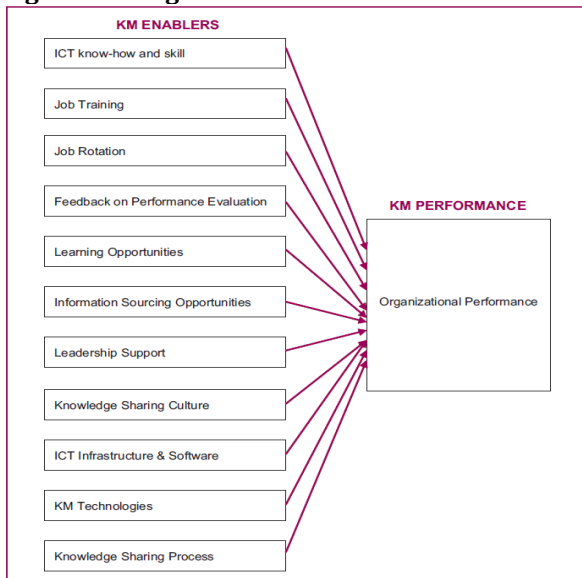 KM ENABLERS
ICT know-how and skill
Job Training
Job Rotation
Feedback on Performance Evaluation
Learning Opportunities
Information Sourcing Opportunities
Leadership Support
Knowledge Sharing Culture
ICT Infrastructure & Software
KM Technologies
Knowledge Sharing Process
KM PERFORMANCE
Organizational Performance